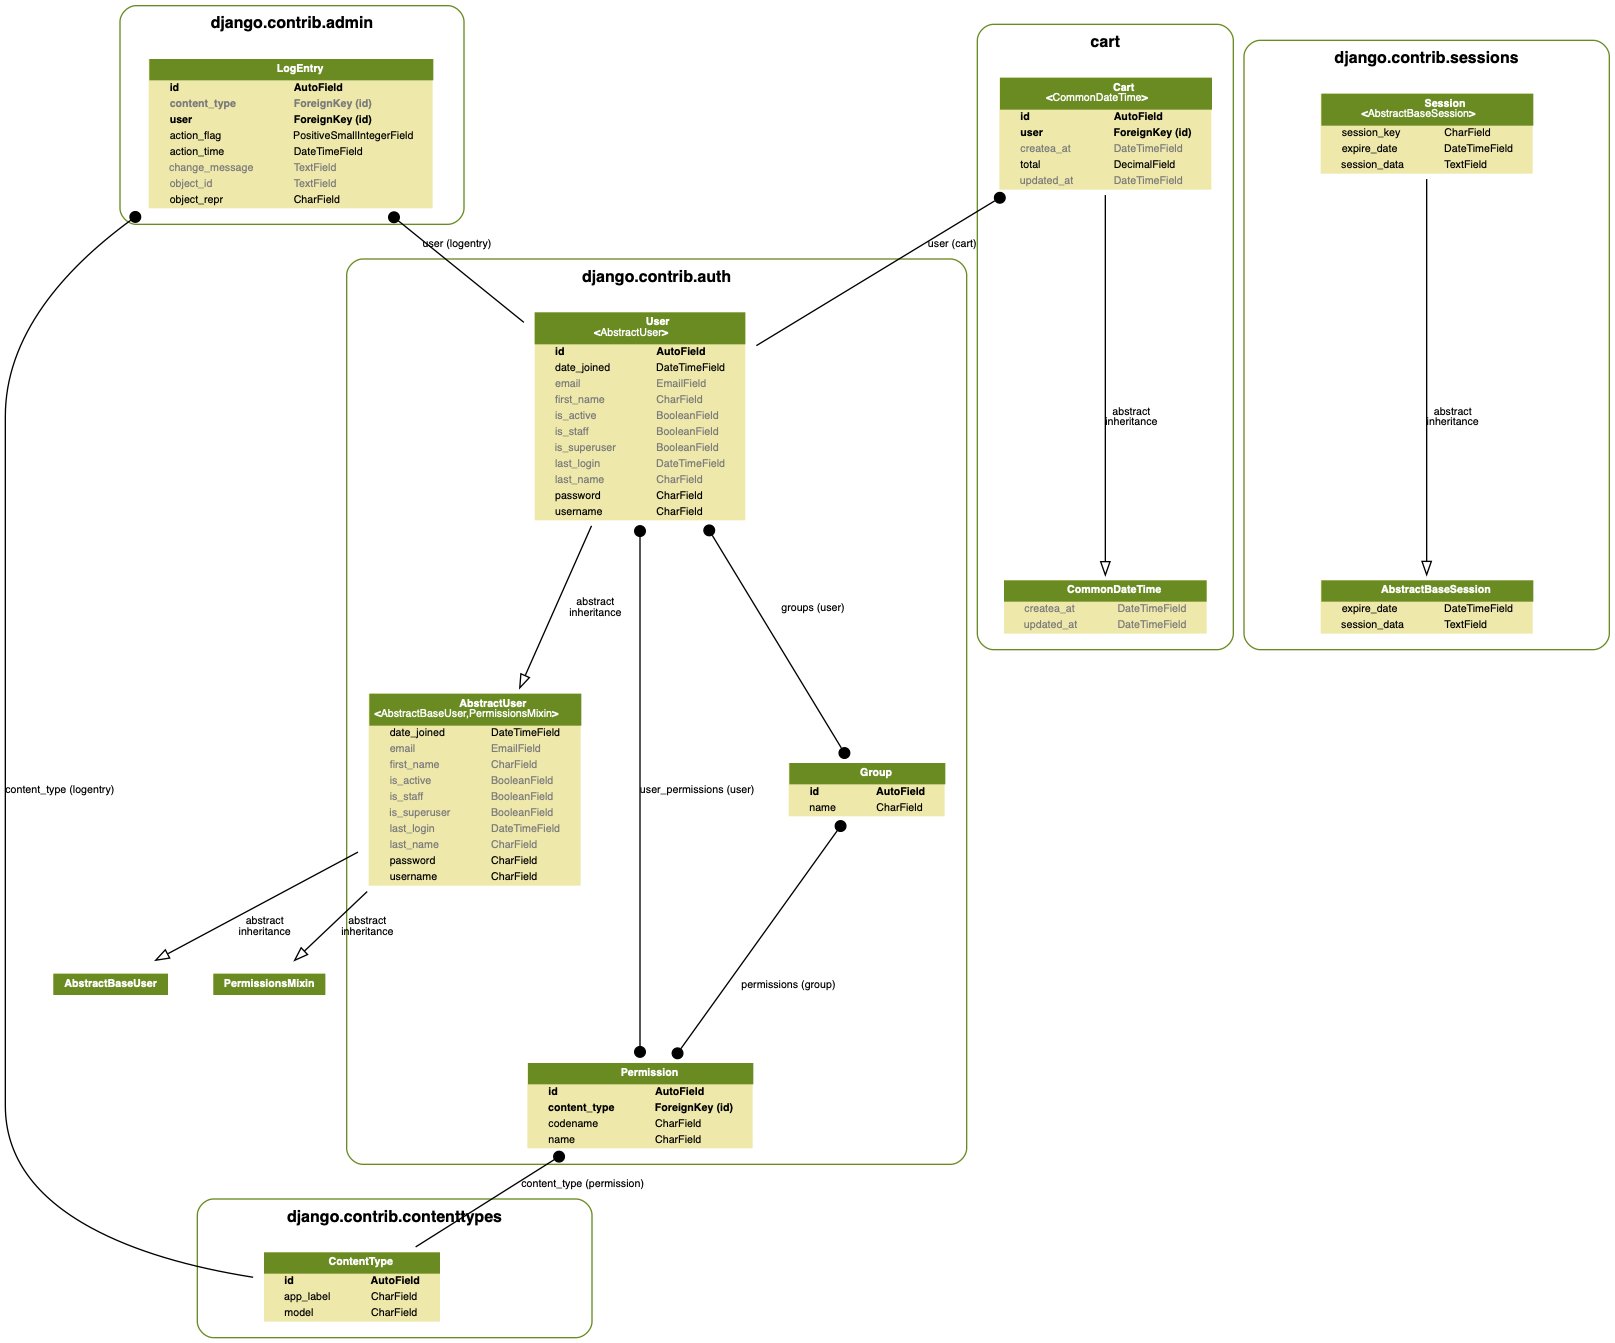 django.contrib.admin
LogEntry
id AutoField
content_type ForeignKey (id)
user ForeignKey (id)
action_flag PositiveSmallIntegerField
action_time DateTimeField
change_message TextField
object_id TextField
object_repr CharField
cart
Cart
<CommonDateTime>
id AutoField
user ForeignKey (id)
createa_at DateTimeField
total DecimalField
updated_at DateTimeField
django.contrib.sessions
Session
<AbstractBaseSession>
session_key CharField
expire_date DateTimeField
session_data TextField
user (logentry)
user (cart)
django.contrib.auth
User
<AbstractUser>
id AutoField
date_joined DateTimeField
email EmailField
first_name CharField
is_active BooleanField
is_staff BooleanField
is_superuser BooleanField
last_login DateTimeField
last_name CharField
password CharField
username CharField
abstract
inheritance
abstract
inheritance
CommonDateTime
createa_at DateTimeField
updated_at DateTimeField
AbstractBaseSession
expire_date DateTimeField
session_data TextField
abstract
inheritance
groups (user)
AbstractUser
<AbstractBaseUser,PermissionsMixin>
date_joined DateTimeField
email EmailField
first_name CharField
is_active BooleanField
is_staff BooleanField
is_superuser BooleanField
last_login DateTimeField
last_name CharField
password CharField
username CharField
content_type (logentry)
user_permissions (user)
Group
id AutoField
name CharField
abstract
inheritance
abstract
inheritance
AbstractBaseUser
PermissionsMixin
permissions (group)
Permission
id AutoField
content_type ForeignKey (id)
codename CharField
name CharField
content_type (permission)
django.contrib.contenttypes
ContentType
id AutoField
app_label CharField
model CharField